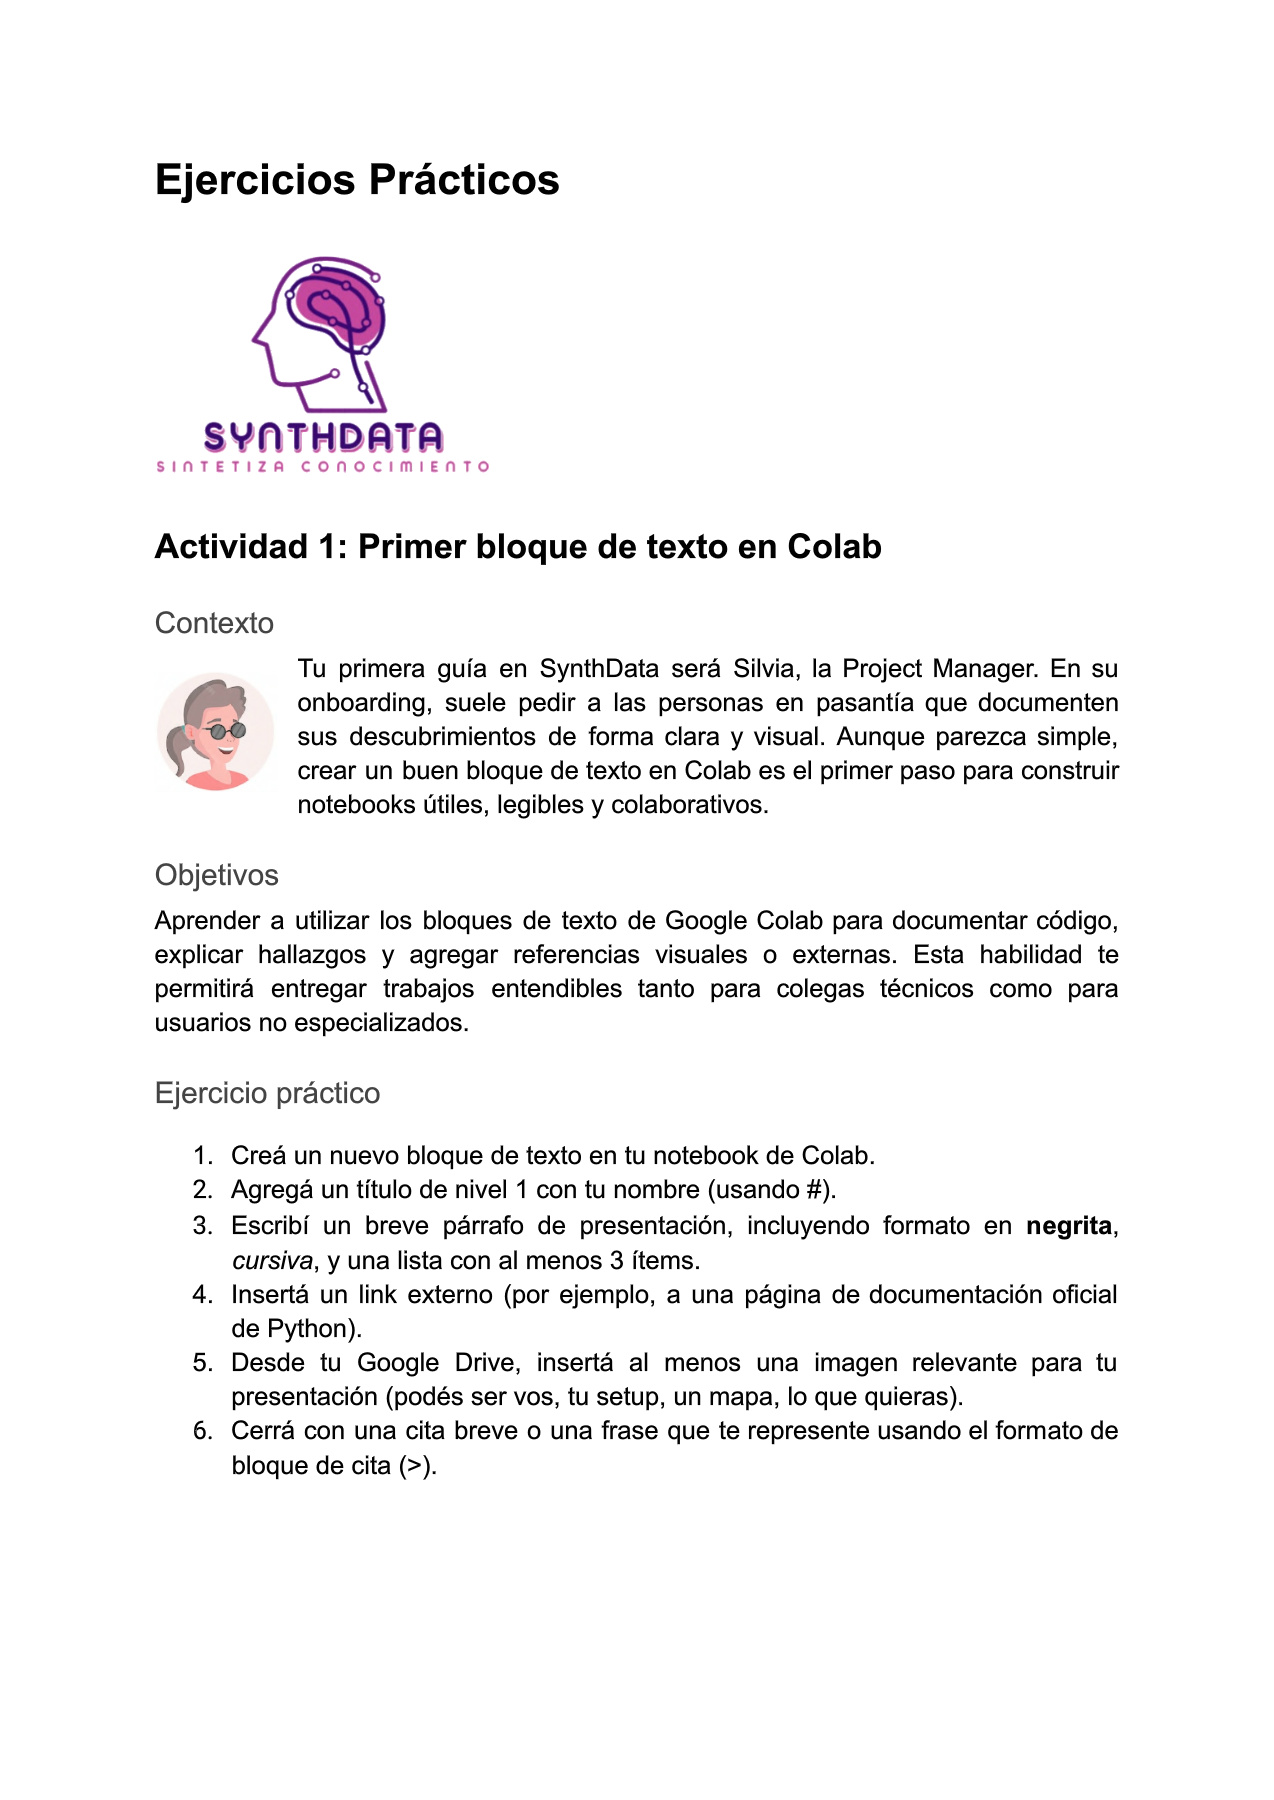 Ejercicios Prácticos
SYNTHDATA
SINTETIZA CONOCIMIENTO
Actividad 1: Primer bloque de texto en Colab
Contexto
Tu primera guía en SynthData será Silvia, la Project Manager. En su
onboarding, suele pedir a las personas en pasantía que documenten
sus descubrimientos de forma clara y visual. Aunque parezca simple,
crear un buen bloque de texto en Colab es el primer paso para construir
notebooks útiles, legibles y colaborativos.
Objetivos
Aprender a utilizar los bloques de texto de Google Colab para documentar código,
explicar hallazgos y agregar referencias visuales o externas. Esta habilidad te
permitirá entregar trabajos entendibles tanto para colegas técnicos como para
usuarios no especializados.
Ejercicio práctico
1. Creá un nuevo bloque de texto en tu notebook de Colab.
2. Agregá un título de nivel 1 con tu nombre (usando #).
3. Escribí un breve párrafo de presentación, incluyendo formato en negrita,
cursiva, y una lista con al menos 3 ítems.
4. Insertá un link externo (por ejemplo, a una página de documentación oficial
de Python).
5. Desde tu Google Drive, insertá al menos una imagen relevante para tu
presentación (podés ser vos, tu setup, un mapa, lo que quieras).
6. Cerrá con una cita breve o una frase que te represente usando el formato de
bloque de cita (>).